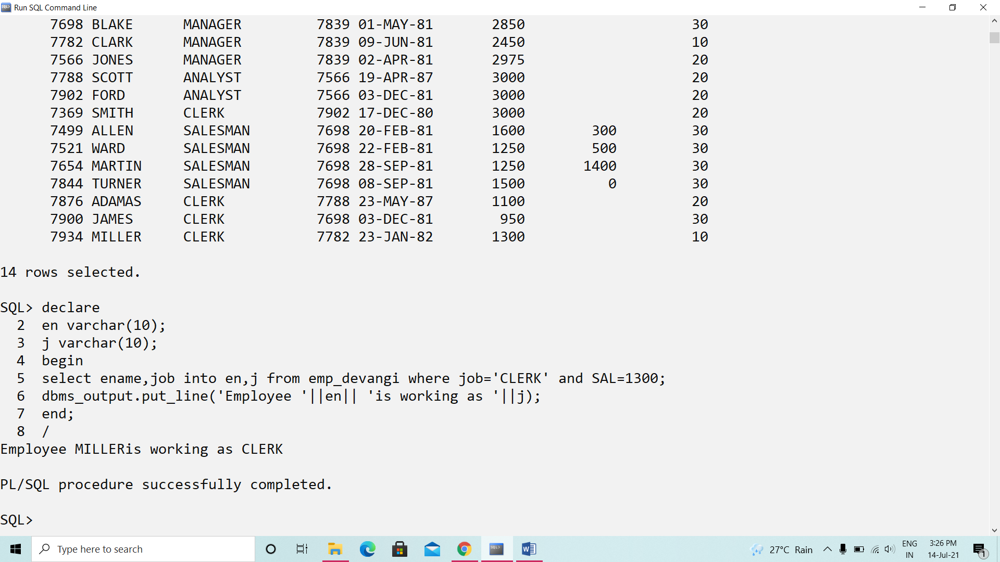 Run SQL Command Line
7698 BLAKE MANAGER 7839 01-MAY-81 2850 30
7782 CLARK MANAGER 7839 09-JUN-81 2450 10
7566 JONES MANAGER 7839 02-APR-81 2975 20
7788 SCOTT ANALYST 7566 19-APR-87 3000 20
7902 FORD ANALYST 7566 03-DEC-81 3000 20
7369 SMITH CLERK 7902 17-DEC-80 3000 20
7499 ALLEN SALESMAN 7698 20-FEB-81 1600 300 30
7521 WARD SALESMAN 7698 22-FEB-81 1250 500 30
7654 MARTIN SALESMAN 7698 28-SEP-81 1250 1400 30
7844 TURNER SALESMAN 7698 08-SEP-81 1500 0 30
7876 ADAMAS CLERK 7788 23-MAY-87 1100 20
7900 JAMES CLERK 7698 03-DEC-81 950 30
7934 MILLER CLERK 7782 23-JAN-82 1300 10
14 rows selected.
SQL> declare
2 en varchar(10);
3 j varchar(10);
4 begin
5 select ename,job into en,j from emp_devangi where job='CLERK' and SAL=1300;
6 dbms_output.put_line('Employee '||en|| 'is working as '||j);
7 end;
8 /
Employee MILLERis working as CLERK
PL/SQL procedure successfully completed.
SQL>
Type here to search
27°C Rain
ENG
IN
3:26 PM
14-Jul-21
1